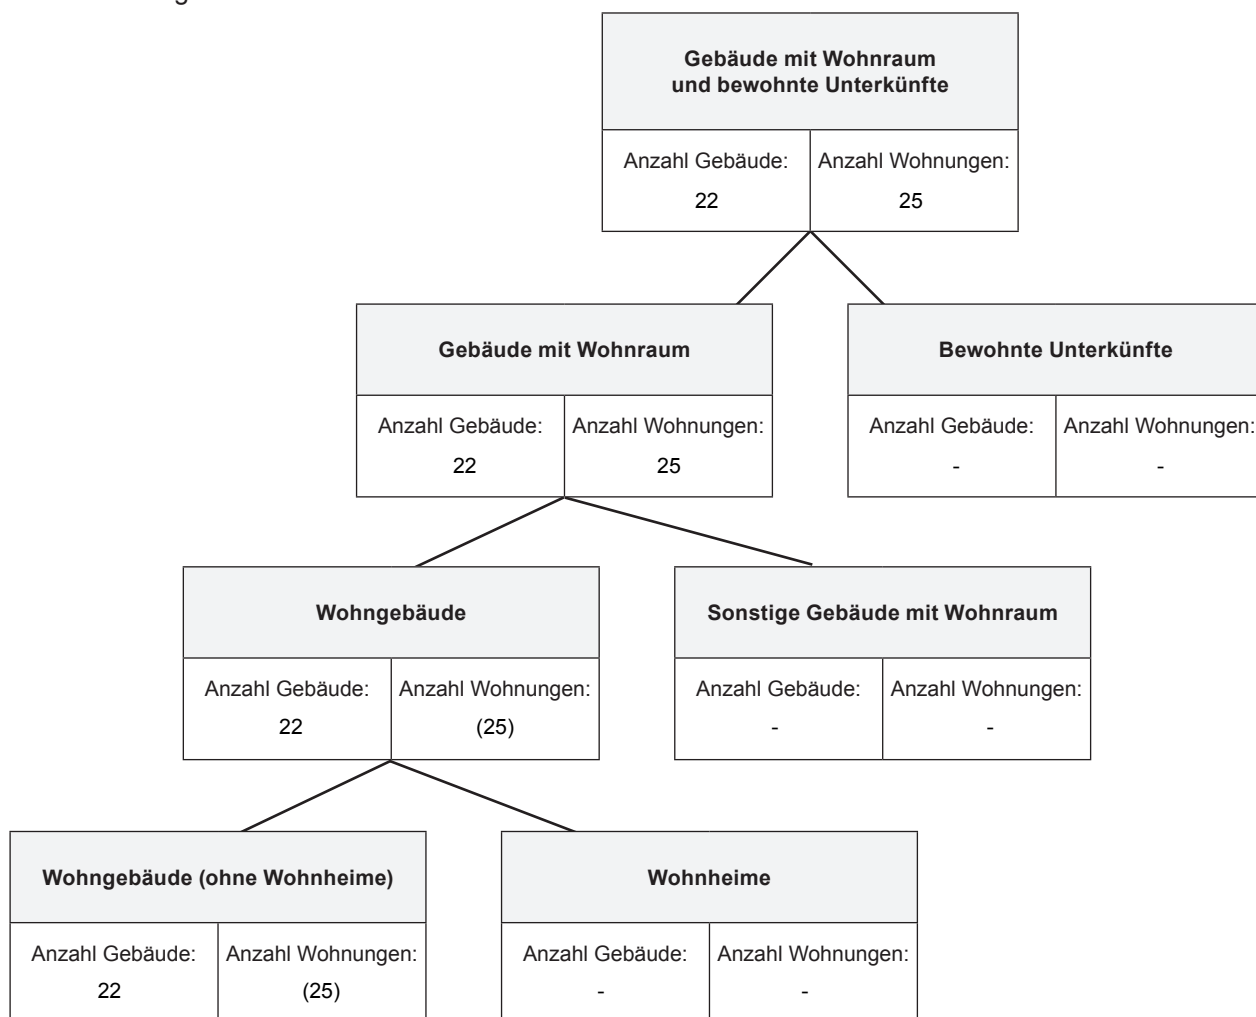 Gebäude mit Wohnraum
und bewohnte Unterkünfte
Anzahl Gebäude: Anzahl Wohnungen:
22 25
Gebäude mit Wohnraum Bewohnte Unterkünfte
Anzahl Gebäude: Anzahl Wohnungen: Anzahl Gebäude: Anzahl Wohnungen:
22 25 - -
Wohngebäude Sonstige Gebäude mit Wohnraum
Anzahl Gebäude: Anzahl Wohnungen: Anzahl Gebäude: Anzahl Wohnungen:
22 (25) - -
Wohngebäude (ohne Wohnheime) Wohnheime
Anzahl Gebäude: Anzahl Wohnungen: Anzahl Gebäude: Anzahl Wohnungen:
22 (25) - -